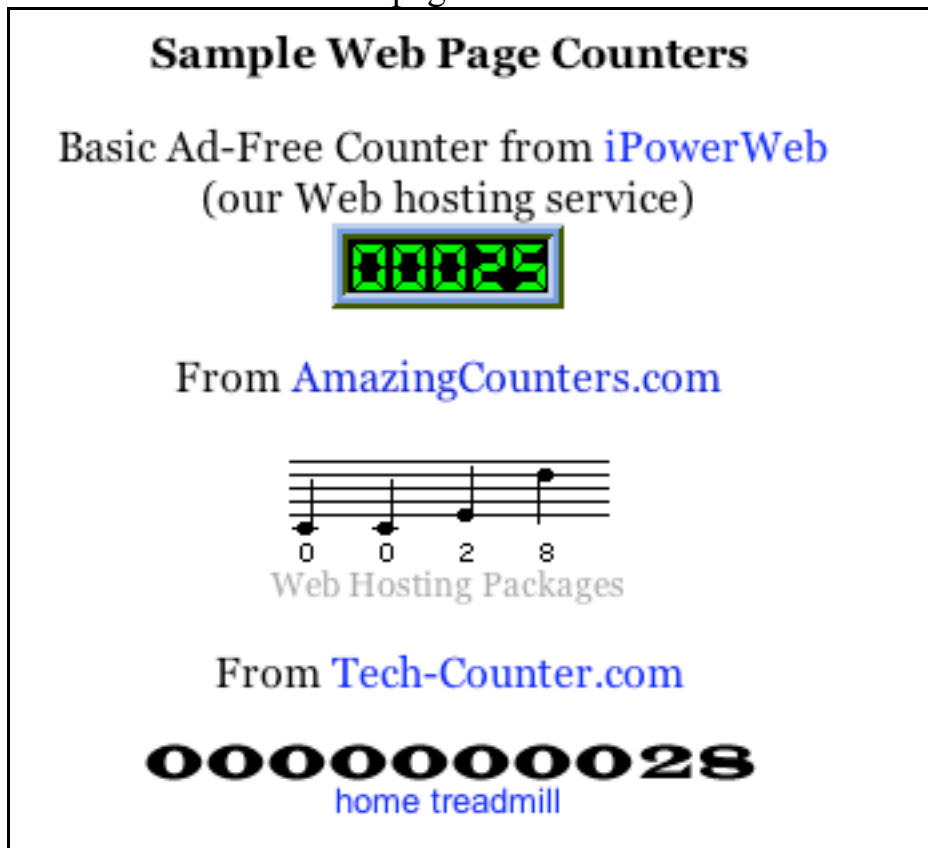 Sample Web Page Counters
Basic Ad-Free Counter from iPowerWeb
(our Web hosting service)
00025
From AmazingCounters.com
0 0 2 8
Web Hosting Packages
From Tech-Counter.com
0000000028
home treadmill